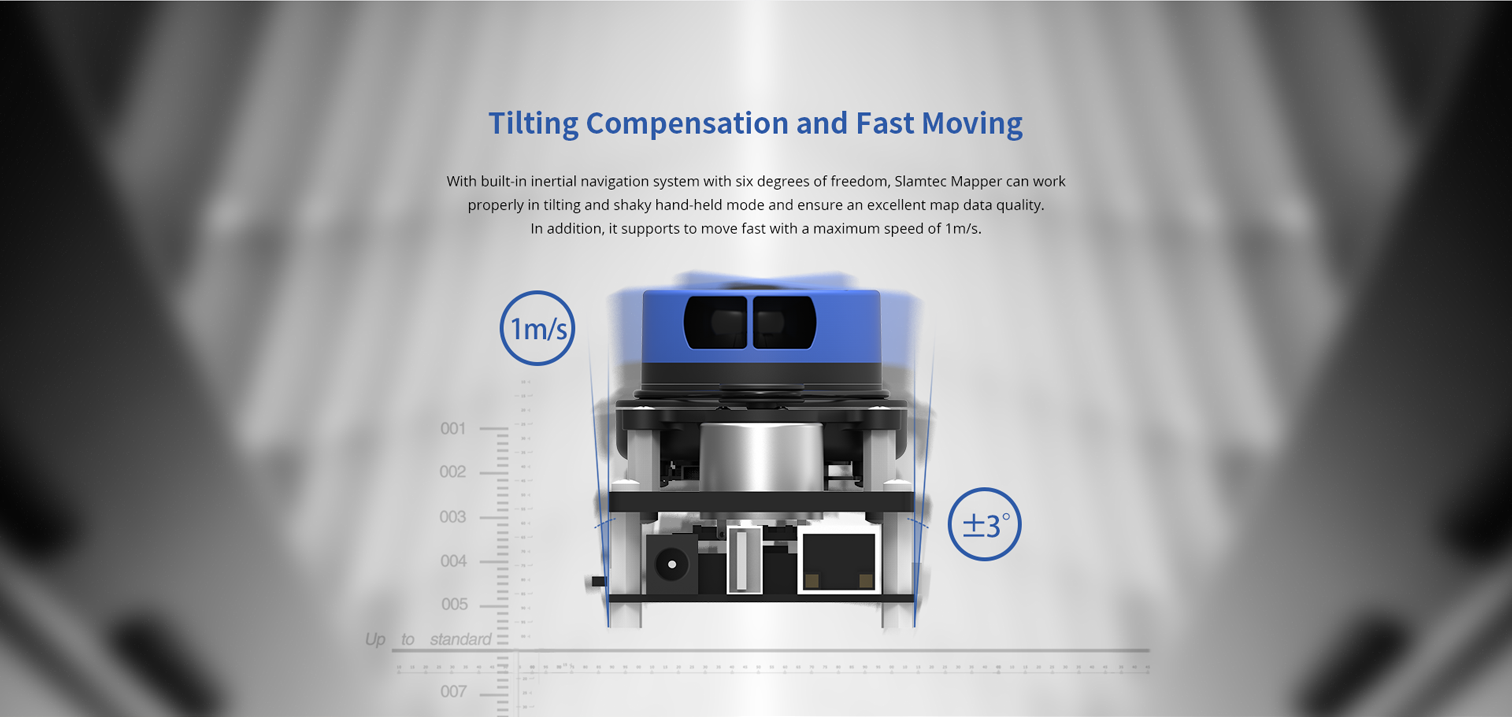 Tilting Compensation and Fast Moving
With built-in inertial navigation system with six degrees of freedom, Slamtec Mapper can work
properly in tilting and shaky hand-held mode and ensure an excellent map data quality.
In addition, it supports to move fast with a maximum speed of 1m/s.
1m/s
±3°
001
002
003
004
005
Up to standard
007